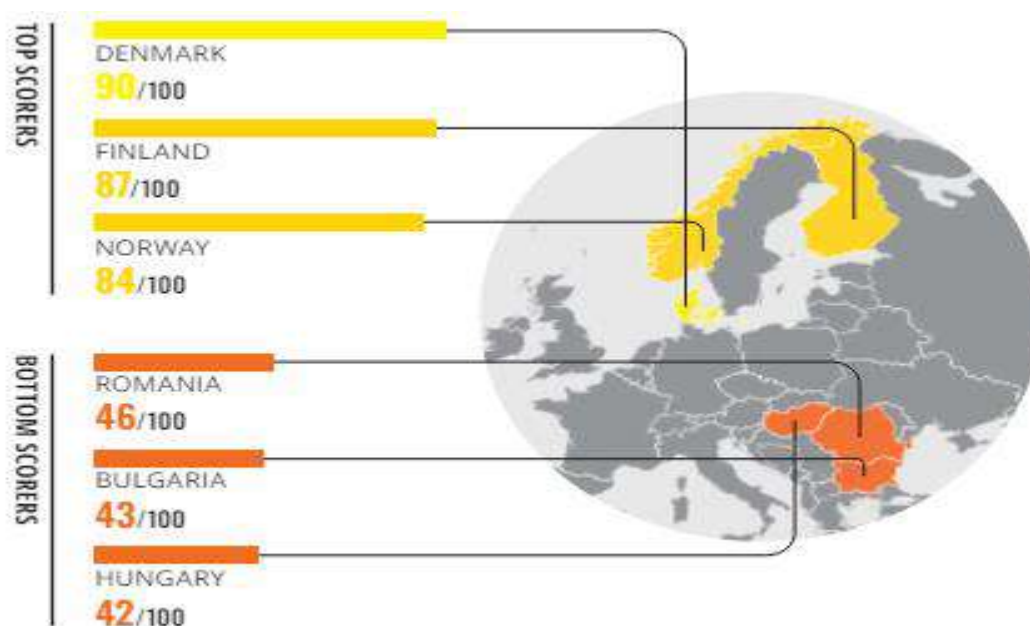 TOP SCORERS
DENMARK
90/100
FINLAND
87/100
NORWAY
84/100
BOTTOM SCORERS
ROMANIA
46/100
BULGARIA
43/100
HUNGARY
42/100